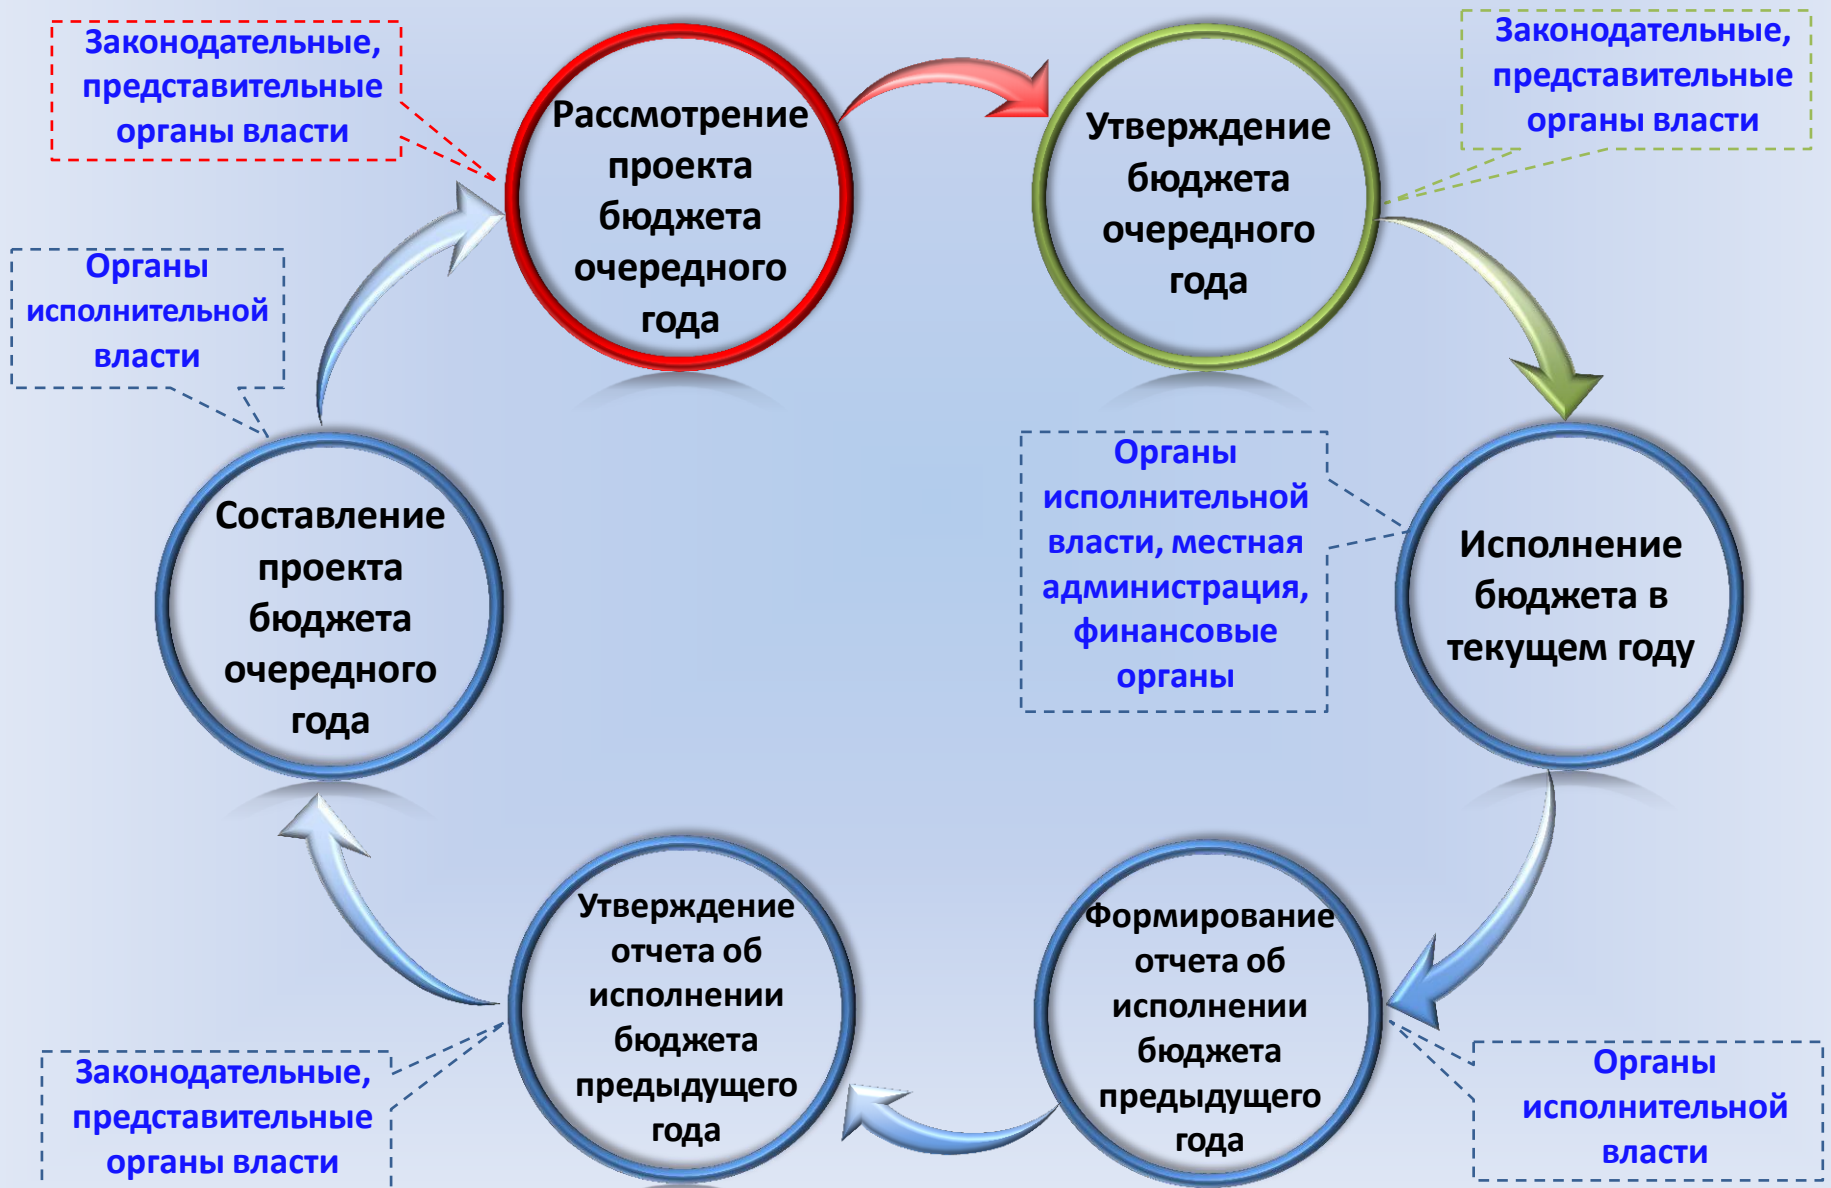 Законодательные,
представительные
органы власти
Рассмотрение
проекта
бюджета
очередного
года
Утверждение
бюджета
очередного
года
Законодательные,
представительные
органы власти
Органы
исполнительной
власти
Составление
проекта
бюджета
очередного
года
Органы
исполнительной
власти, местная
администрация,
финансовые
органы
Исполнение
бюджета в
текущем году
Законодательные,
представительные
органы власти
Утверждение
отчета об
исполнении
бюджета
предыдущего
года
Формирование
отчета об
исполнении
бюджета
предыдущего
года
Органы
исполнительной
власти